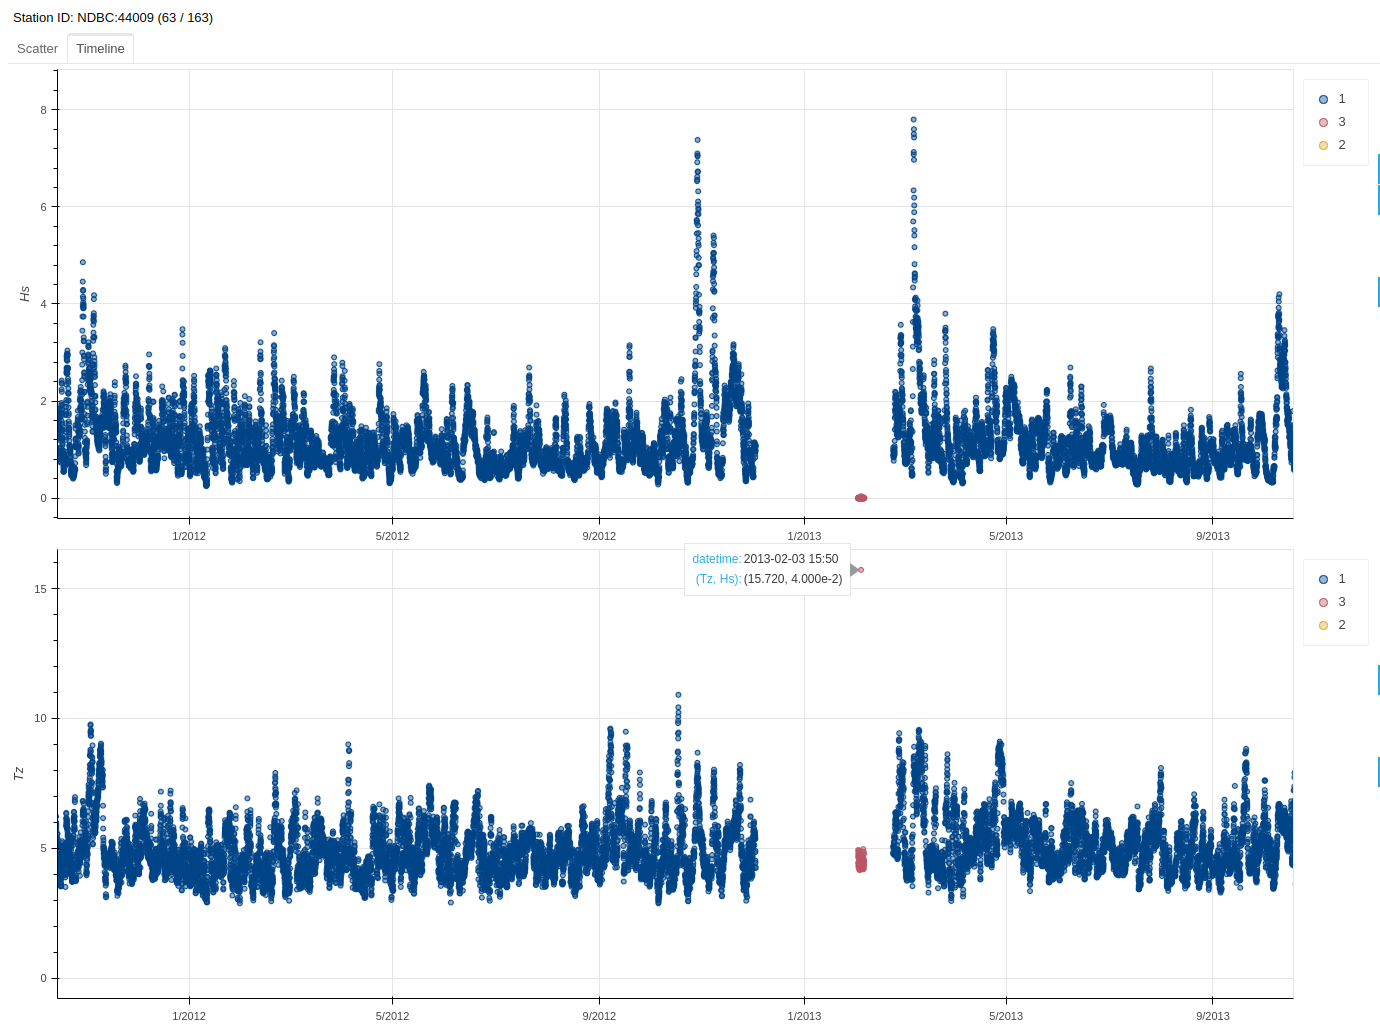 Station ID: NDBC:44009 (63 / 163)
Scatter Timeline
8
6
4
2
0
Hs
1/2012 5/2012 9/2012 1/2013 5/2013 9/2013
1
3
2
datetime: 2013-02-03 15:50
(Tz, Hs): (15.720, 4.000e-2)
15
10
5
0
Tz
1/2012 5/2012 9/2012 1/2013 5/2013 9/2013
1
3
2